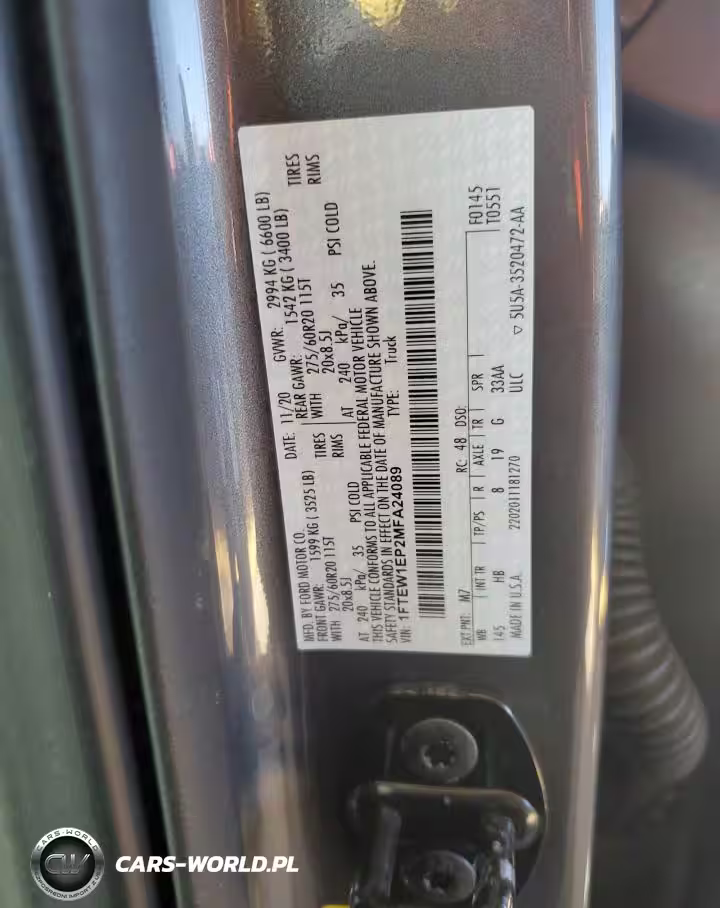 MFD. BY FORD MOTOR CO.
DATE: 11/20 GVWR: 2994 KG ( 6600 LB)
FRONT GAWR: 1599 KG ( 3525 LB)
REAR GAWR: 1542 KG ( 3400 LB)
WITH 275/60R20 115T TIRES
WITH 275/60R20 115T TIRES
20x8.5J RIMS
20x8.5J RIMS
AT 240 kPa/ 35 PSI COLD
AT 240 kPa/ 35 PSI COLD
THIS VEHICLE CONFORMS TO ALL APPLICABLE FEDERAL MOTOR VEHICLE
SAFETY STANDARDS IN EFFECT ON THE DATE OF MANUFACTURE SHOWN ABOVE.
VIN: 1FTEW1EP2MFA24089 TYPE: Truck
EXT PNT: M7 RC: 48 DSO: F0145
T0551
WB INT TR TP/PS R AXLE TR SPR
145 HB 8 19 G 33AA
MADE IN U.S.A. 2202011181270 ULC ▽ 5U5A-3520472-AA
CARS-WORLD
CW
CARS-WORLD.PL